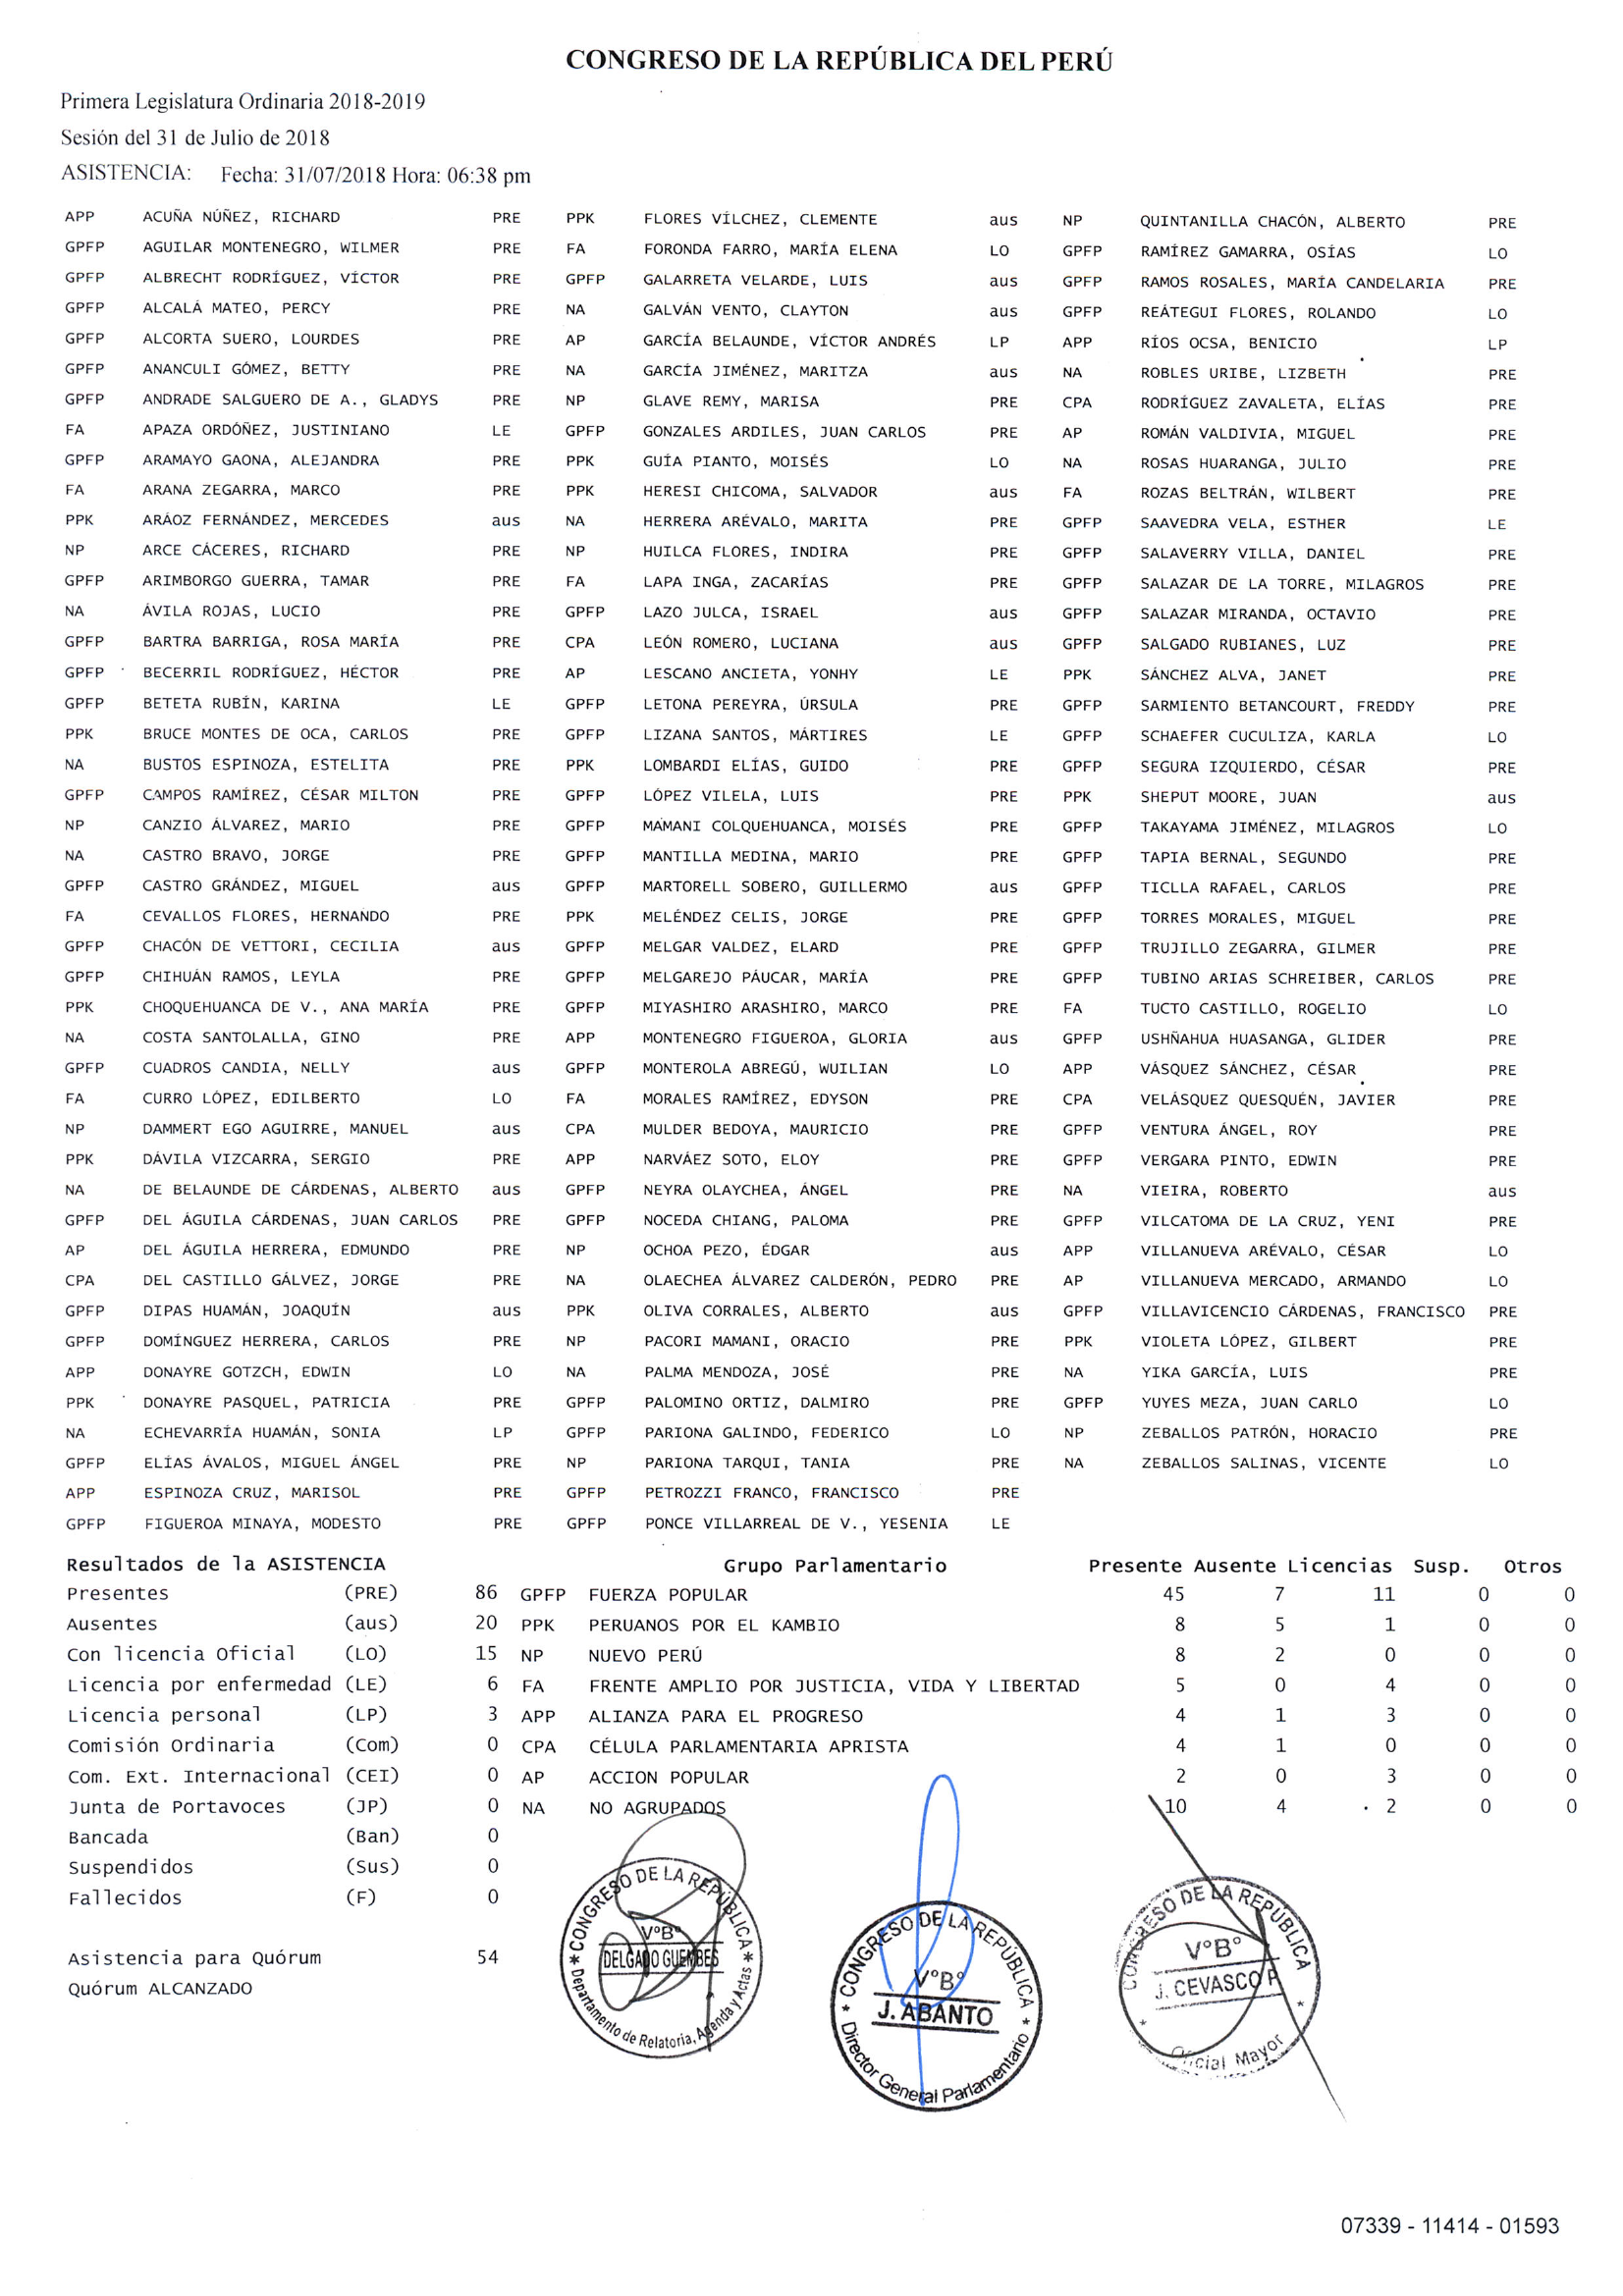 CONGRESO DE LA REPÚBLICA DEL PERÚ
Primera Legislatura Ordinaria 2018-2019
Sesión del 31 de Julio de 2018
ASISTENCIA: Fecha: 31/07/2018 Hora: 06:38 pm
APP ACUÑA NÚÑEZ, RICHARD PRE PPK FLORES VÍLCHEZ, CLEMENTE aus NP QUINTANILLA CHACÓN, ALBERTO PRE
GPFP AGUILAR MONTENEGRO, WILMER PRE FA FORONDA FARRO, MARÍA ELENA LO GPFP RAMÍREZ GAMARRA, OSÍAS LO
GPFP ALBRECHT RODRÍGUEZ, VÍCTOR PRE GPFP GALARRETA VELARDE, LUIS aus GPFP RAMOS ROSALES, MARÍA CANDELARIA PRE
GPFP ALCALÁ MATEO, PERCY PRE NA GALVÁN VENTO, CLAYTON aus GPFP REÁTEGUI FLORES, ROLANDO LO
GPFP ALCORTA SUERO, LOURDES PRE AP GARCÍA BELAUNDE, VÍCTOR ANDRÉS LP APP RÍOS OCSA, BENICIO LP
GPFP ANANCULI GÓMEZ, BETTY PRE NA GARCÍA JIMÉNEZ, MARITZA aus NA ROBLES URIBE, LIZBETH PRE
GPFP ANDRADE SALGUERO DE A., GLADYS PRE NP GLAVE REMY, MARISA PRE CPA RODRÍGUEZ ZAVALETA, ELÍAS PRE
FA APAZA ORDÓÑEZ, JUSTINIANO LE GPFP GONZALES ARDILES, JUAN CARLOS PRE AP ROMÁN VALDIVIA, MIGUEL PRE
GPFP ARAMAYO GAONA, ALEJANDRA PRE PPK GUÍA PIANTO, MOISÉS LO NA ROSAS HUARANGA, JULIO PRE
FA ARANA ZEGARRA, MARCO PRE PPK HERESI CHICOMA, SALVADOR aus FA ROZAS BELTRÁN, WILBERT PRE
PPK ARÁOZ FERNÁNDEZ, MERCEDES aus NA HERRERA ARÉVALO, MARITA PRE GPFP SAAVEDRA VELA, ESTHER LE
NP ARCE CÁCERES, RICHARD PRE NP HUILCA FLORES, INDIRA PRE GPFP SALAVERRY VILLA, DANIEL PRE
GPFP ARIMBORGO GUERRA, TAMAR PRE FA LAPA INGA, ZACARÍAS PRE GPFP SALAZAR DE LA TORRE, MILAGROS PRE
NA ÁVILA ROJAS, LUCIO PRE GPFP LAZO JULCA, ISRAEL aus GPFP SALAZAR MIRANDA, OCTAVIO PRE
GPFP BARTRA BARRIGA, ROSA MARÍA PRE CPA LEÓN ROMERO, LUCIANA aus GPFP SALGADO RUBIANES, LUZ PRE
GPFP BECERRIL RODRÍGUEZ, HÉCTOR PRE AP LESCANO ANCIETA, YONHY LE PPK SÁNCHEZ ALVA, JANET PRE
GPFP BETETA RUBÍN, KARINA LE GPFP LETONA PEREYRA, ÚRSULA PRE GPFP SARMIENTO BETANCOURT, FREDDY PRE
PPK BRUCE MONTES DE OCA, CARLOS PRE GPFP LIZANA SANTOS, MÁRTIRES LE GPFP SCHAEFER CUCULIZA, KARLA LO
NA BUSTOS ESPINOZA, ESTELITA PRE PPK LOMBARDI ELÍAS, GUIDO PRE GPFP SEGURA IZQUIERDO, CÉSAR PRE
GPFP CAMPOS RAMÍREZ, CÉSAR MILTON PRE GPFP LÓPEZ VILELA, LUIS PRE PPK SHEPUT MOORE, JUAN aus
NP CANZIO ÁLVAREZ, MARIO PRE GPFP MAMANI COLQUEHUANCA, MOISÉS PRE GPFP TAKAYAMA JIMÉNEZ, MILAGROS LO
NA CASTRO BRAVO, JORGE PRE GPFP MANTILLA MEDINA, MARIO PRE GPFP TAPIA BERNAL, SEGUNDO PRE
GPFP CASTRO GRÁNDEZ, MIGUEL aus GPFP MARTORELL SOBERO, GUILLERMO aus GPFP TICLLA RAFAEL, CARLOS PRE
FA CEVALLOS FLORES, HERNANDO PRE PPK MELÉNDEZ CELIS, JORGE PRE GPFP TORRES MORALES, MIGUEL PRE
GPFP CHACÓN DE VETTORI, CECILIA aus GPFP MELGAR VALDEZ, ELARD PRE GPFP TRUJILLO ZEGARRA, GILMER PRE
GPFP CHIHUÁN RAMOS, LEYLA PRE GPFP MELGAREJO PÁUCAR, MARÍA PRE GPFP TUBINO ARIAS SCHREIBER, CARLOS PRE
PPK CHOQUEHUANCA DE V., ANA MARÍA PRE GPFP MIYASHIRO ARASHIRO, MARCO PRE FA TUCTO CASTILLO, ROGELIO LO
NA COSTA SANTOLALLA, GINO PRE APP MONTENEGRO FIGUEROA, GLORIA aus GPFP USHÑAHUA HUASANGA, GLIDER PRE
GPFP CUADROS CANDIA, NELLY aus GPFP MONTEROLA ABREGÚ, WUILIAN LO APP VÁSQUEZ SÁNCHEZ, CÉSAR PRE
FA CURRO LÓPEZ, EDILBERTO LO FA MORALES RAMÍREZ, EDYSON PRE CPA VELÁSQUEZ QUESQUÉN, JAVIER PRE
NP DAMMERT EGO AGUIRRE, MANUEL aus CPA MULDER BEDOYA, MAURICIO PRE GPFP VENTURA ÁNGEL, ROY PRE
PPK DÁVILA VIZCARRA, SERGIO PRE APP NARVÁEZ SOTO, ELOY PRE GPFP VERGARA PINTO, EDWIN PRE
NA DE BELAUNDE DE CÁRDENAS, ALBERTO aus GPFP NEYRA OLAYCHEA, ÁNGEL PRE NA VIEIRA, ROBERTO aus
GPFP DEL ÁGUILA CÁRDENAS, JUAN CARLOS PRE GPFP NOCEDA CHIANG, PALOMA PRE GPFP VILCATOMA DE LA CRUZ, YENI PRE
AP DEL ÁGUILA HERRERA, EDMUNDO PRE NP OCHOA PEZO, ÉDGAR aus APP VILLANUEVA ARÉVALO, CÉSAR LO
CPA DEL CASTILLO GÁLVEZ, JORGE PRE NA OLAECHEA ÁLVAREZ CALDERÓN, PEDRO PRE AP VILLANUEVA MERCADO, ARMANDO LO
GPFP DIPAS HUAMÁN, JOAQUÍN aus PPK OLIVA CORRALES, ALBERTO aus GPFP VILLAVICENCIO CÁRDENAS, FRANCISCO PRE
GPFP DOMÍNGUEZ HERRERA, CARLOS PRE NP PACORI MAMANI, ORACIO PRE PPK VIOLETA LÓPEZ, GILBERT PRE
APP DONAYRE GOTZCH, EDWIN LO NA PALMA MENDOZA, JOSÉ PRE NA YIKA GARCÍA, LUIS PRE
PPK DONAYRE PASQUEL, PATRICIA PRE GPFP PALOMINO ORTIZ, DALMIRO PRE GPFP YUYES MEZA, JUAN CARLO LO
NA ECHEVARRÍA HUAMÁN, SONIA LP GPFP PARIONA GALINDO, FEDERICO LO NP ZEBALLOS PATRÓN, HORACIO PRE
GPFP ELÍAS ÁVALOS, MIGUEL ÁNGEL PRE NP PARIONA TARQUI, TANIA PRE NA ZEBALLOS SALINAS, VICENTE LO
APP ESPINOZA CRUZ, MARISOL PRE GPFP PETROZZI FRANCO, FRANCISCO PRE
GPFP FIGUEROA MINAYA, MODESTO PRE GPFP PONCE VILLARREAL DE V., YESENIA LE
Resultados de la ASISTENCIA Grupo Parlamentario Presente Ausente Licencias Susp. Otros
Presentes (PRE) 86 GPFP FUERZA POPULAR 45 7 11 0 0
Ausentes (aus) 20 PPK PERUANOS POR EL KAMBIO 8 5 1 0 0
Con licencia Oficial (LO) 15 NP NUEVO PERÚ 8 2 0 0 0
Licencia por enfermedad (LE) 6 FA FRENTE AMPLIO POR JUSTICIA, VIDA Y LIBERTAD 5 0 4 0 0
Licencia personal (LP) 3 APP ALIANZA PARA EL PROGRESO 4 1 3 0 0
Comisión Ordinaria (Com) 0 CPA CÉLULA PARLAMENTARIA APRISTA 4 1 0 0 0
Com. Ext. Internacional (CEI) 0 AP ACCION POPULAR 2 0 3 0 0
Junta de Portavoces (JP) 0 NA NO AGRUPADOS 10 4 2 0 0
Bancada (Ban) 0
Suspendidos (Sus) 0
Fallecidos (F) 0
Asistencia para Quórum 54
Quórum ALCANZADO
CONGRESO DE LA REPÚBLICA
V°B°
DELGADO GUEMBES
Departamento de Relatoria, Agenda y Actas
CONGRESO DE LA REPÚBLICA
V°B°
J. ABANTO
Director General Parlamentario
CONGRESO DE LA REPÚBLICA
V°B°
J. CEVASCO P
Oficial Mayor
07339 - 11414 - 01593